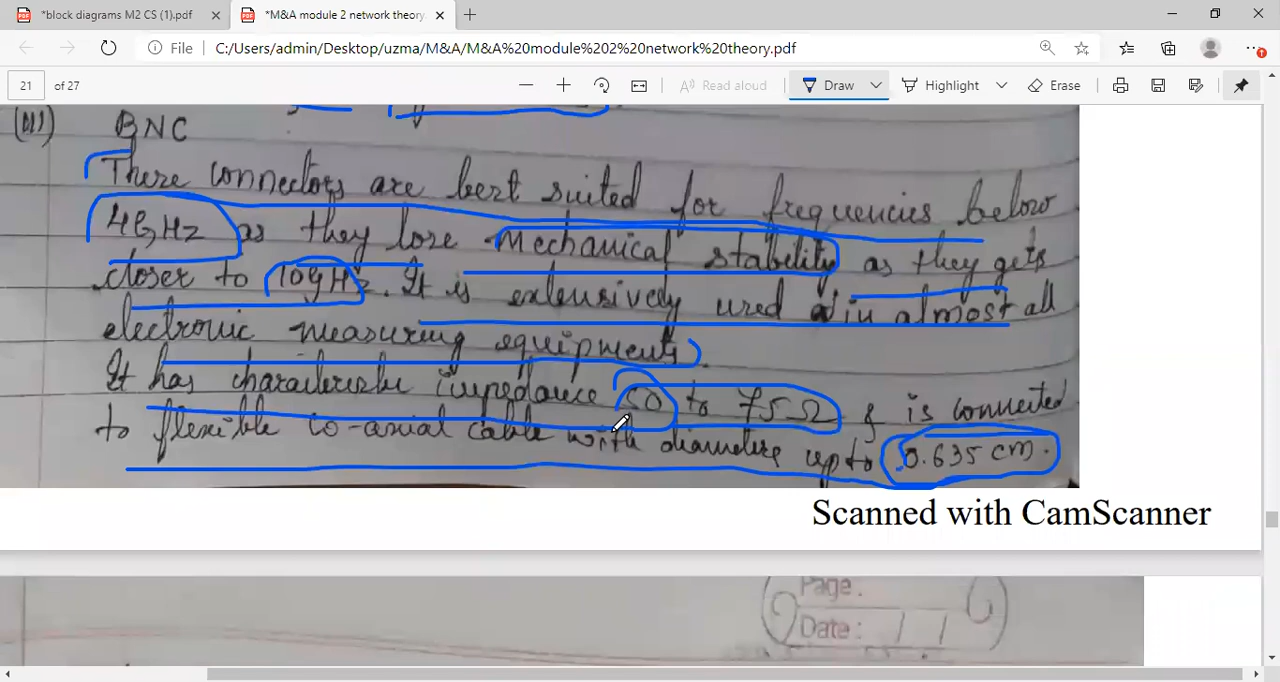 *block diagrams M2 CS (1).pdf
*M&A module 2 network theory.
File
C:/Users/admin/Desktop/uzma/M&A/M&A%20module%202%20network%20theory.pdf
21 of 27
Read aloud
Draw
Highlight
Erase
(III) BNC
These connectors are best suited for frequencies below
4GHz as they lose mechanical stability as they gets
closer to 10GHz. It is extensively used in almost all
electronic measuring equipments.
It has characteristic impedance 50 to 75 Ω & is connected
to flexible co-axial cable with diameter up to 0.635 cm.
Scanned with CamScanner
Page:
Date: